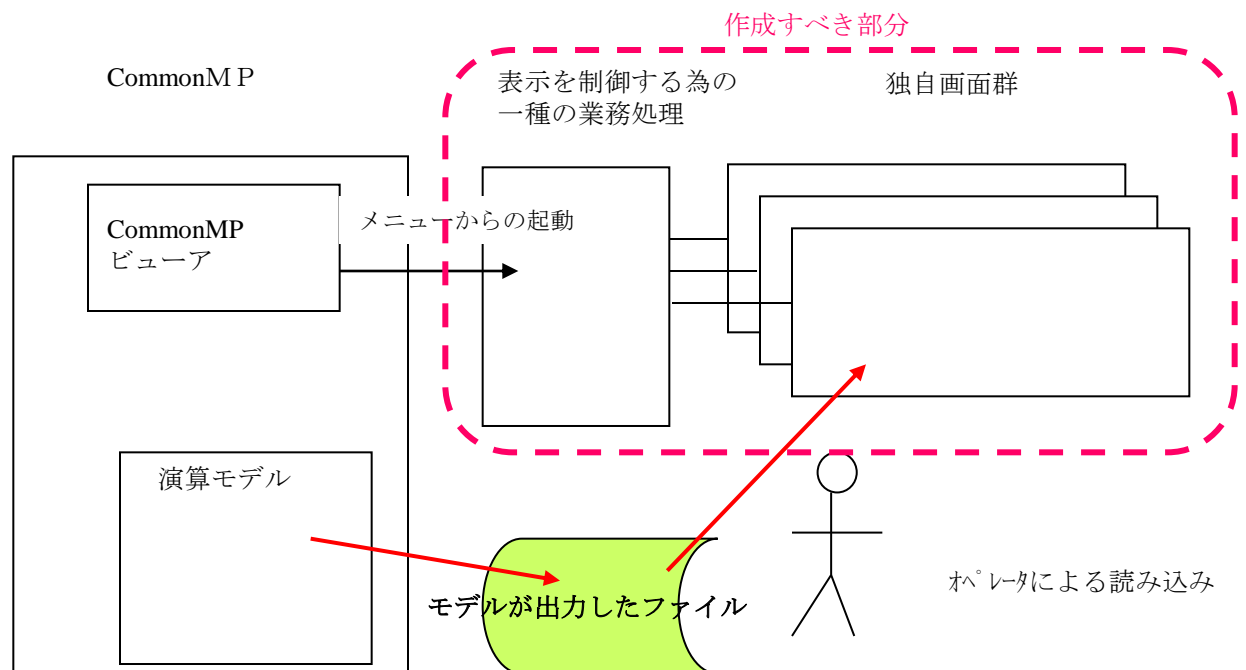 作成すべき部分
CommonＭＰ
表示を制御する為の
一種の業務処理
独自画面群
CommonMP
ビューア
メニューからの起動
演算モデル
モデルが出力したファイル
ｵﾍﾟﾚｰﾀによる読み込み